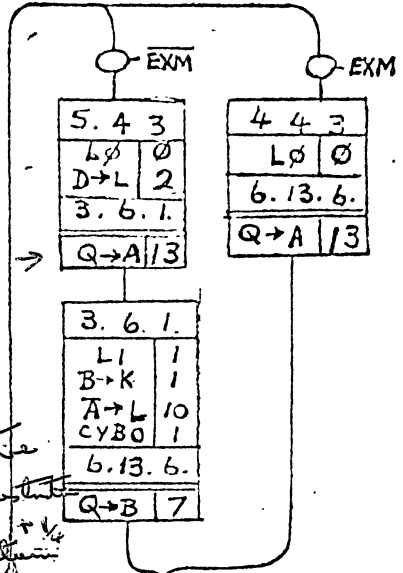 EXM
EXM
5. 4 3
LØ Ø
D→L 2
3. 6. 1.
Q→A 13
4 4 3
LØ Ø
6. 13. 6.
Q→A 13
3. 6. 1.
L1 1
B→K 1
A→L 10
CYBO 1
6. 13. 6.
Q→B 7